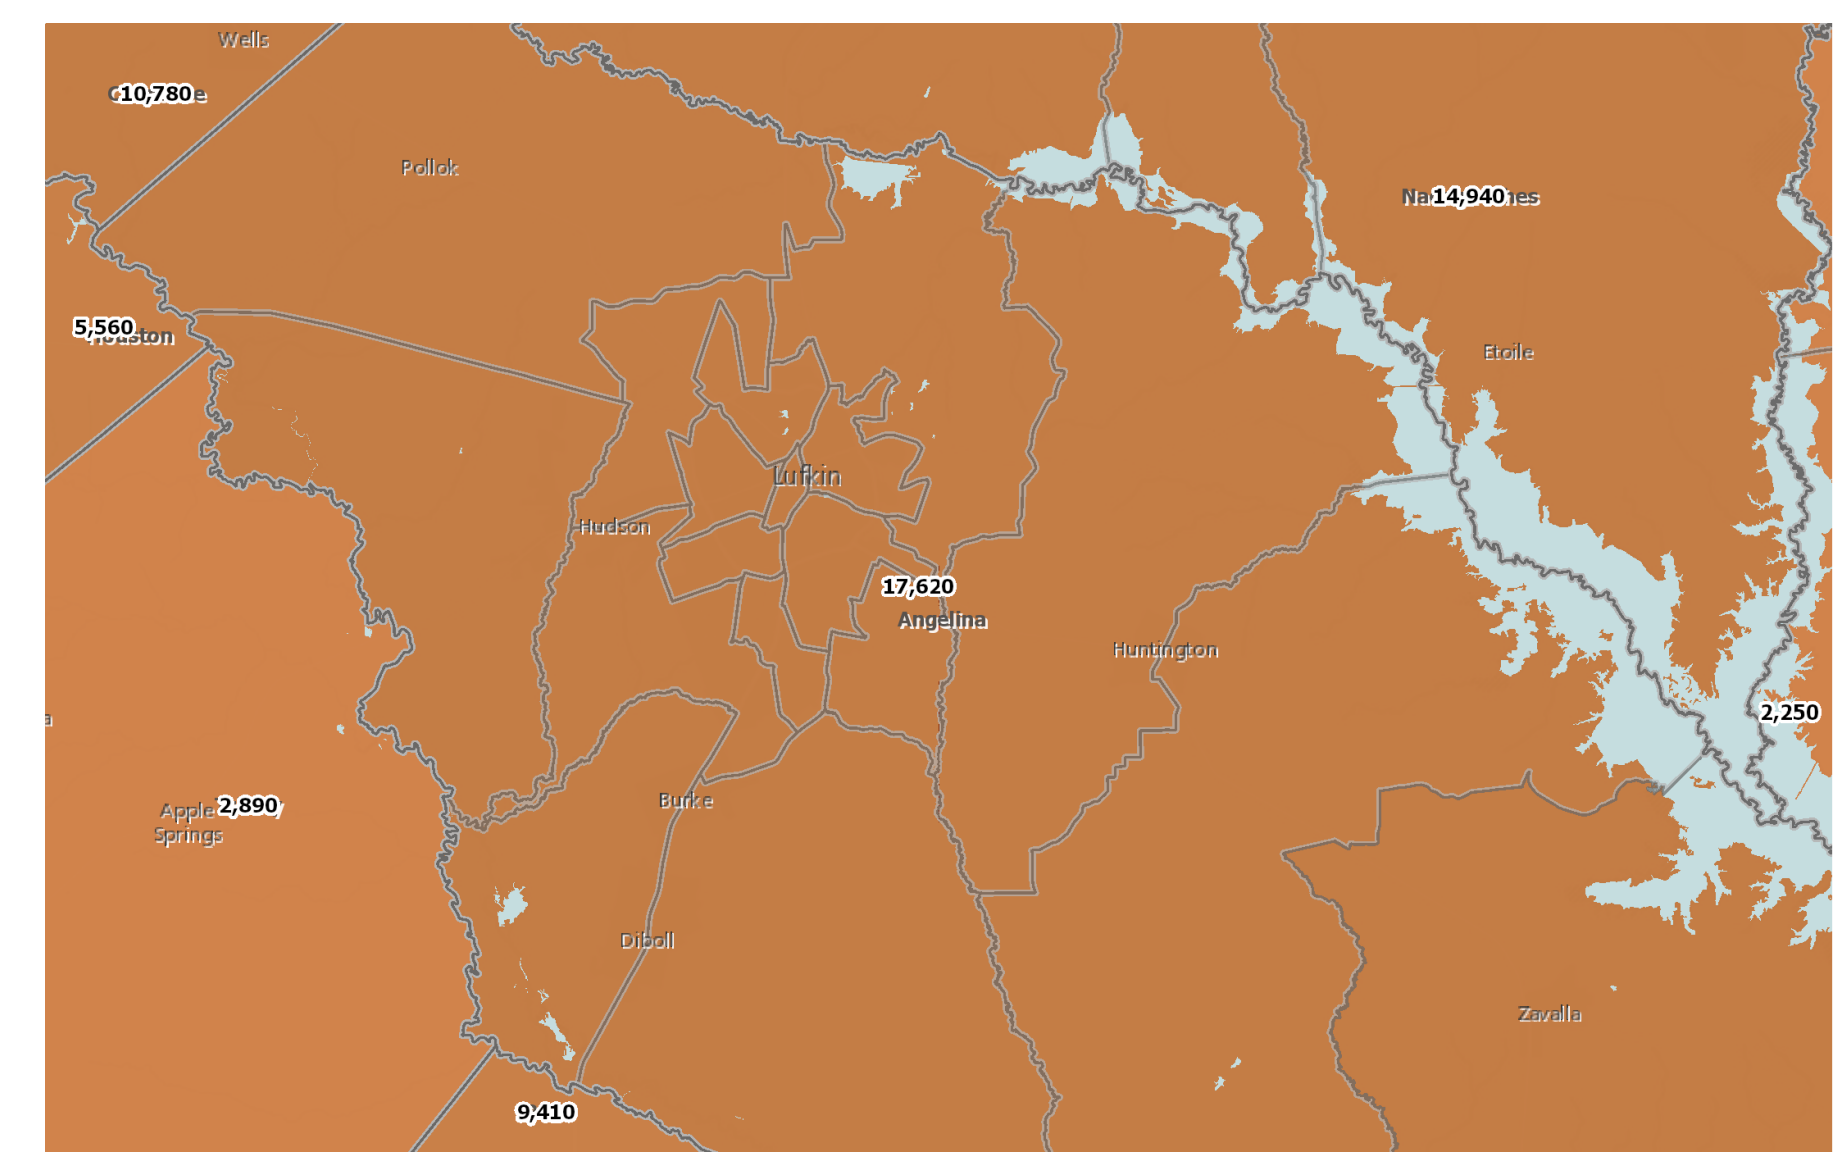 Wells
10,780
Pollok
14,940
5,560
Houston
Etoile
Lufkin
Hudson
17,620
Angelina
Huntington
2,250
Burke
2,890
Apple
Springs
Diboll
Zavalla
9,410